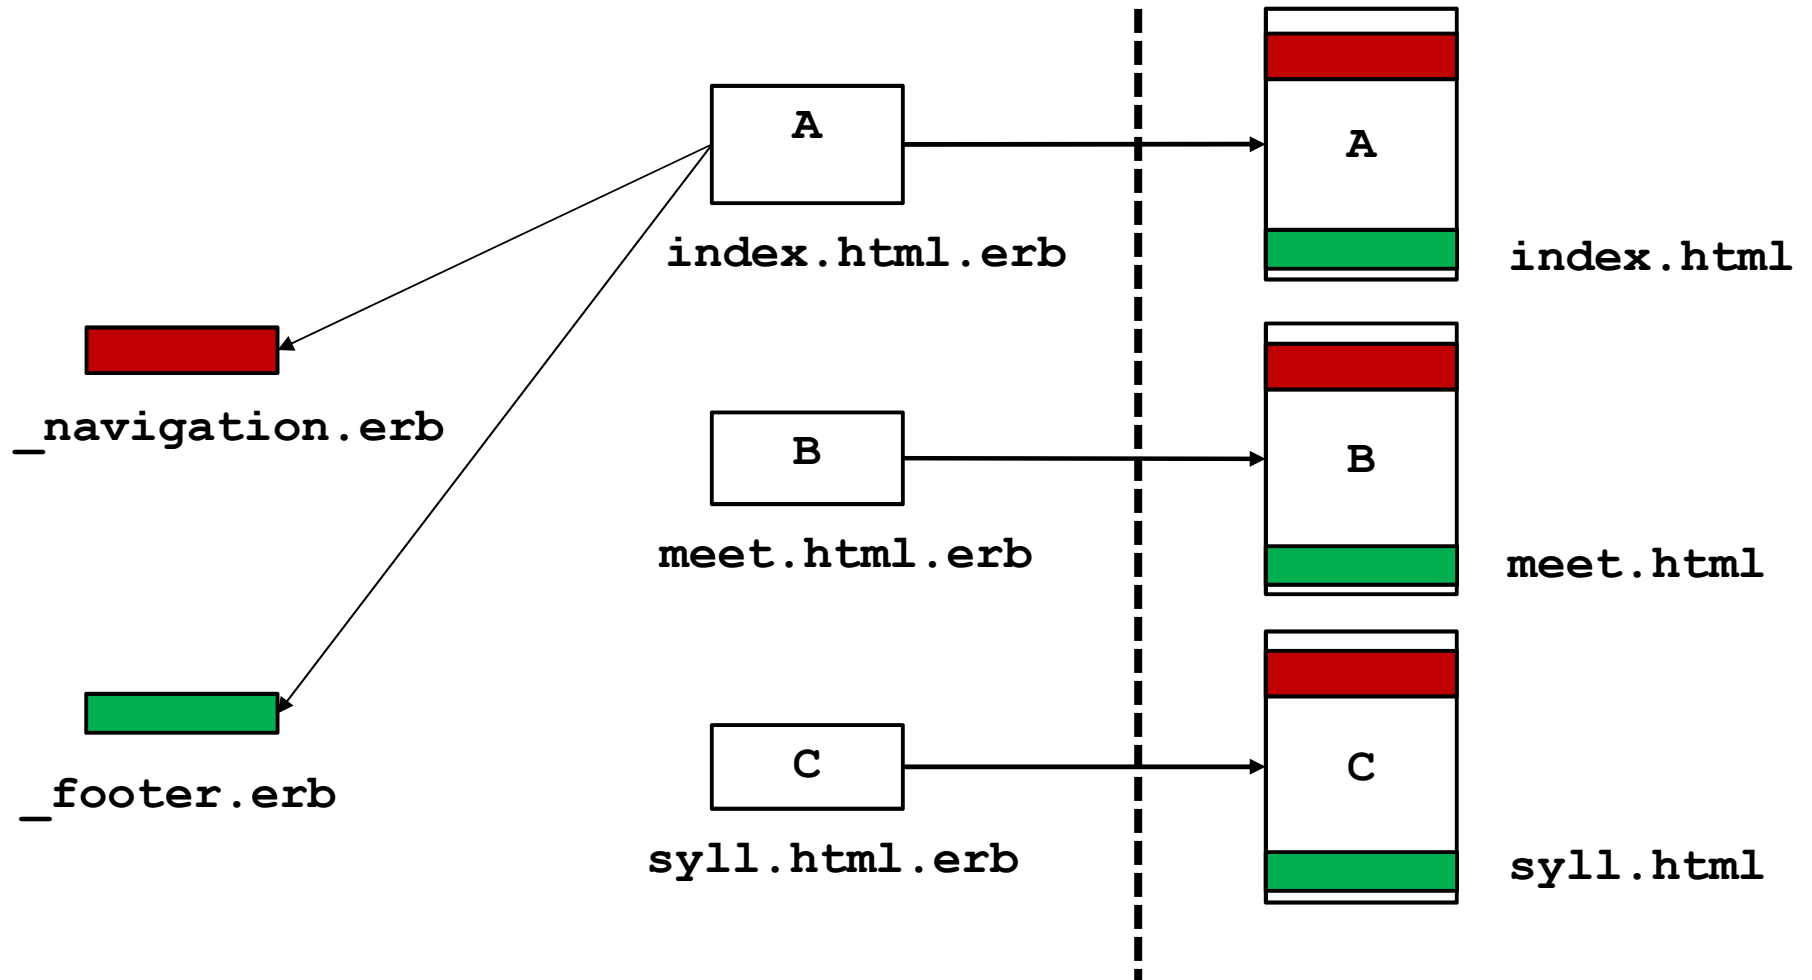 A
A
index.html.erb
index.html
_navigation.erb
B
B
meet.html.erb
meet.html
C
C
_footer.erb
syll.html.erb
syll.html